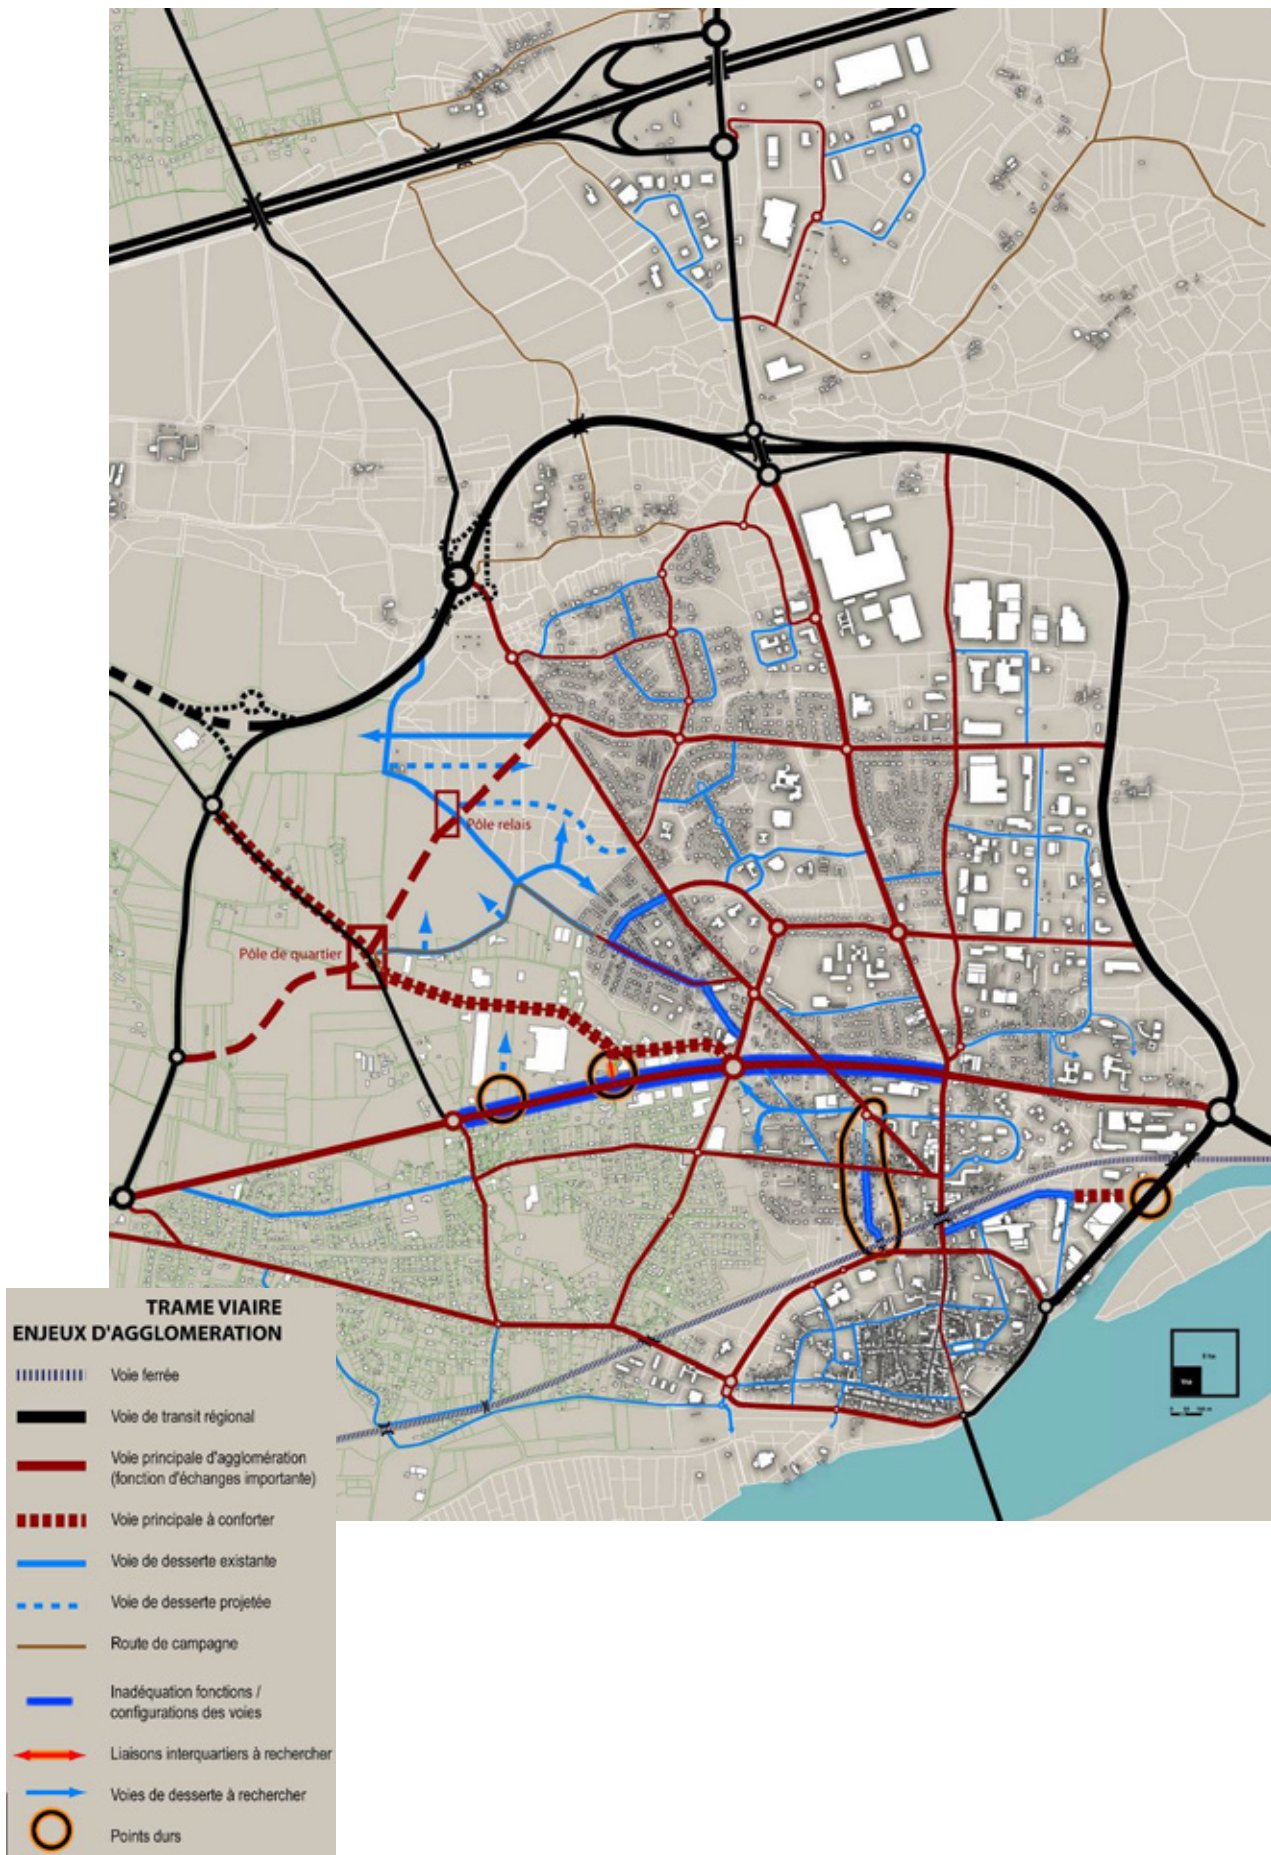 Pôle relais
Pôle de quartier
TRAME VIAIRE
ENJEUX D'AGGLOMERATION
Voie ferrée
Voie de transit régional
Voie principale d'agglomération
(fonction d'échanges importante)
Voie principale à conforter
Voie de desserte existante
Voie de desserte projetée
Route de campagne
Inadéquation fonctions /
configurations des voies
Liaisons interquartiers à rechercher
Voies de desserte à rechercher
Points durs